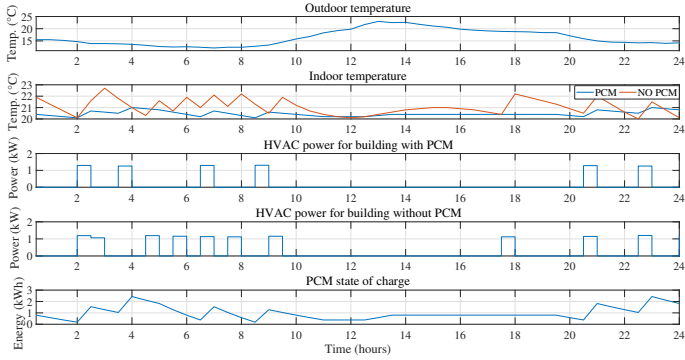 Outdoor temperature
Temp. (°C)
25
20
15
2 4 6 8 10 12 14 16 18 20 22 24
Indoor temperature
Temp. (°C)
23
22
21
20
PCM NO PCM
2 4 6 8 10 12 14 16 18 20 22 24
HVAC power for building with PCM
Power (kW)
2
1
0
2 4 6 8 10 12 14 16 18 20 22 24
HVAC power for building without PCM
Power (kW)
2
1
0
2 4 6 8 10 12 14 16 18 20 22 24
PCM state of charge
Energy (kWh)
3
2
1
0
2 4 6 8 10 12 14 16 18 20 22 24
Time (hours)